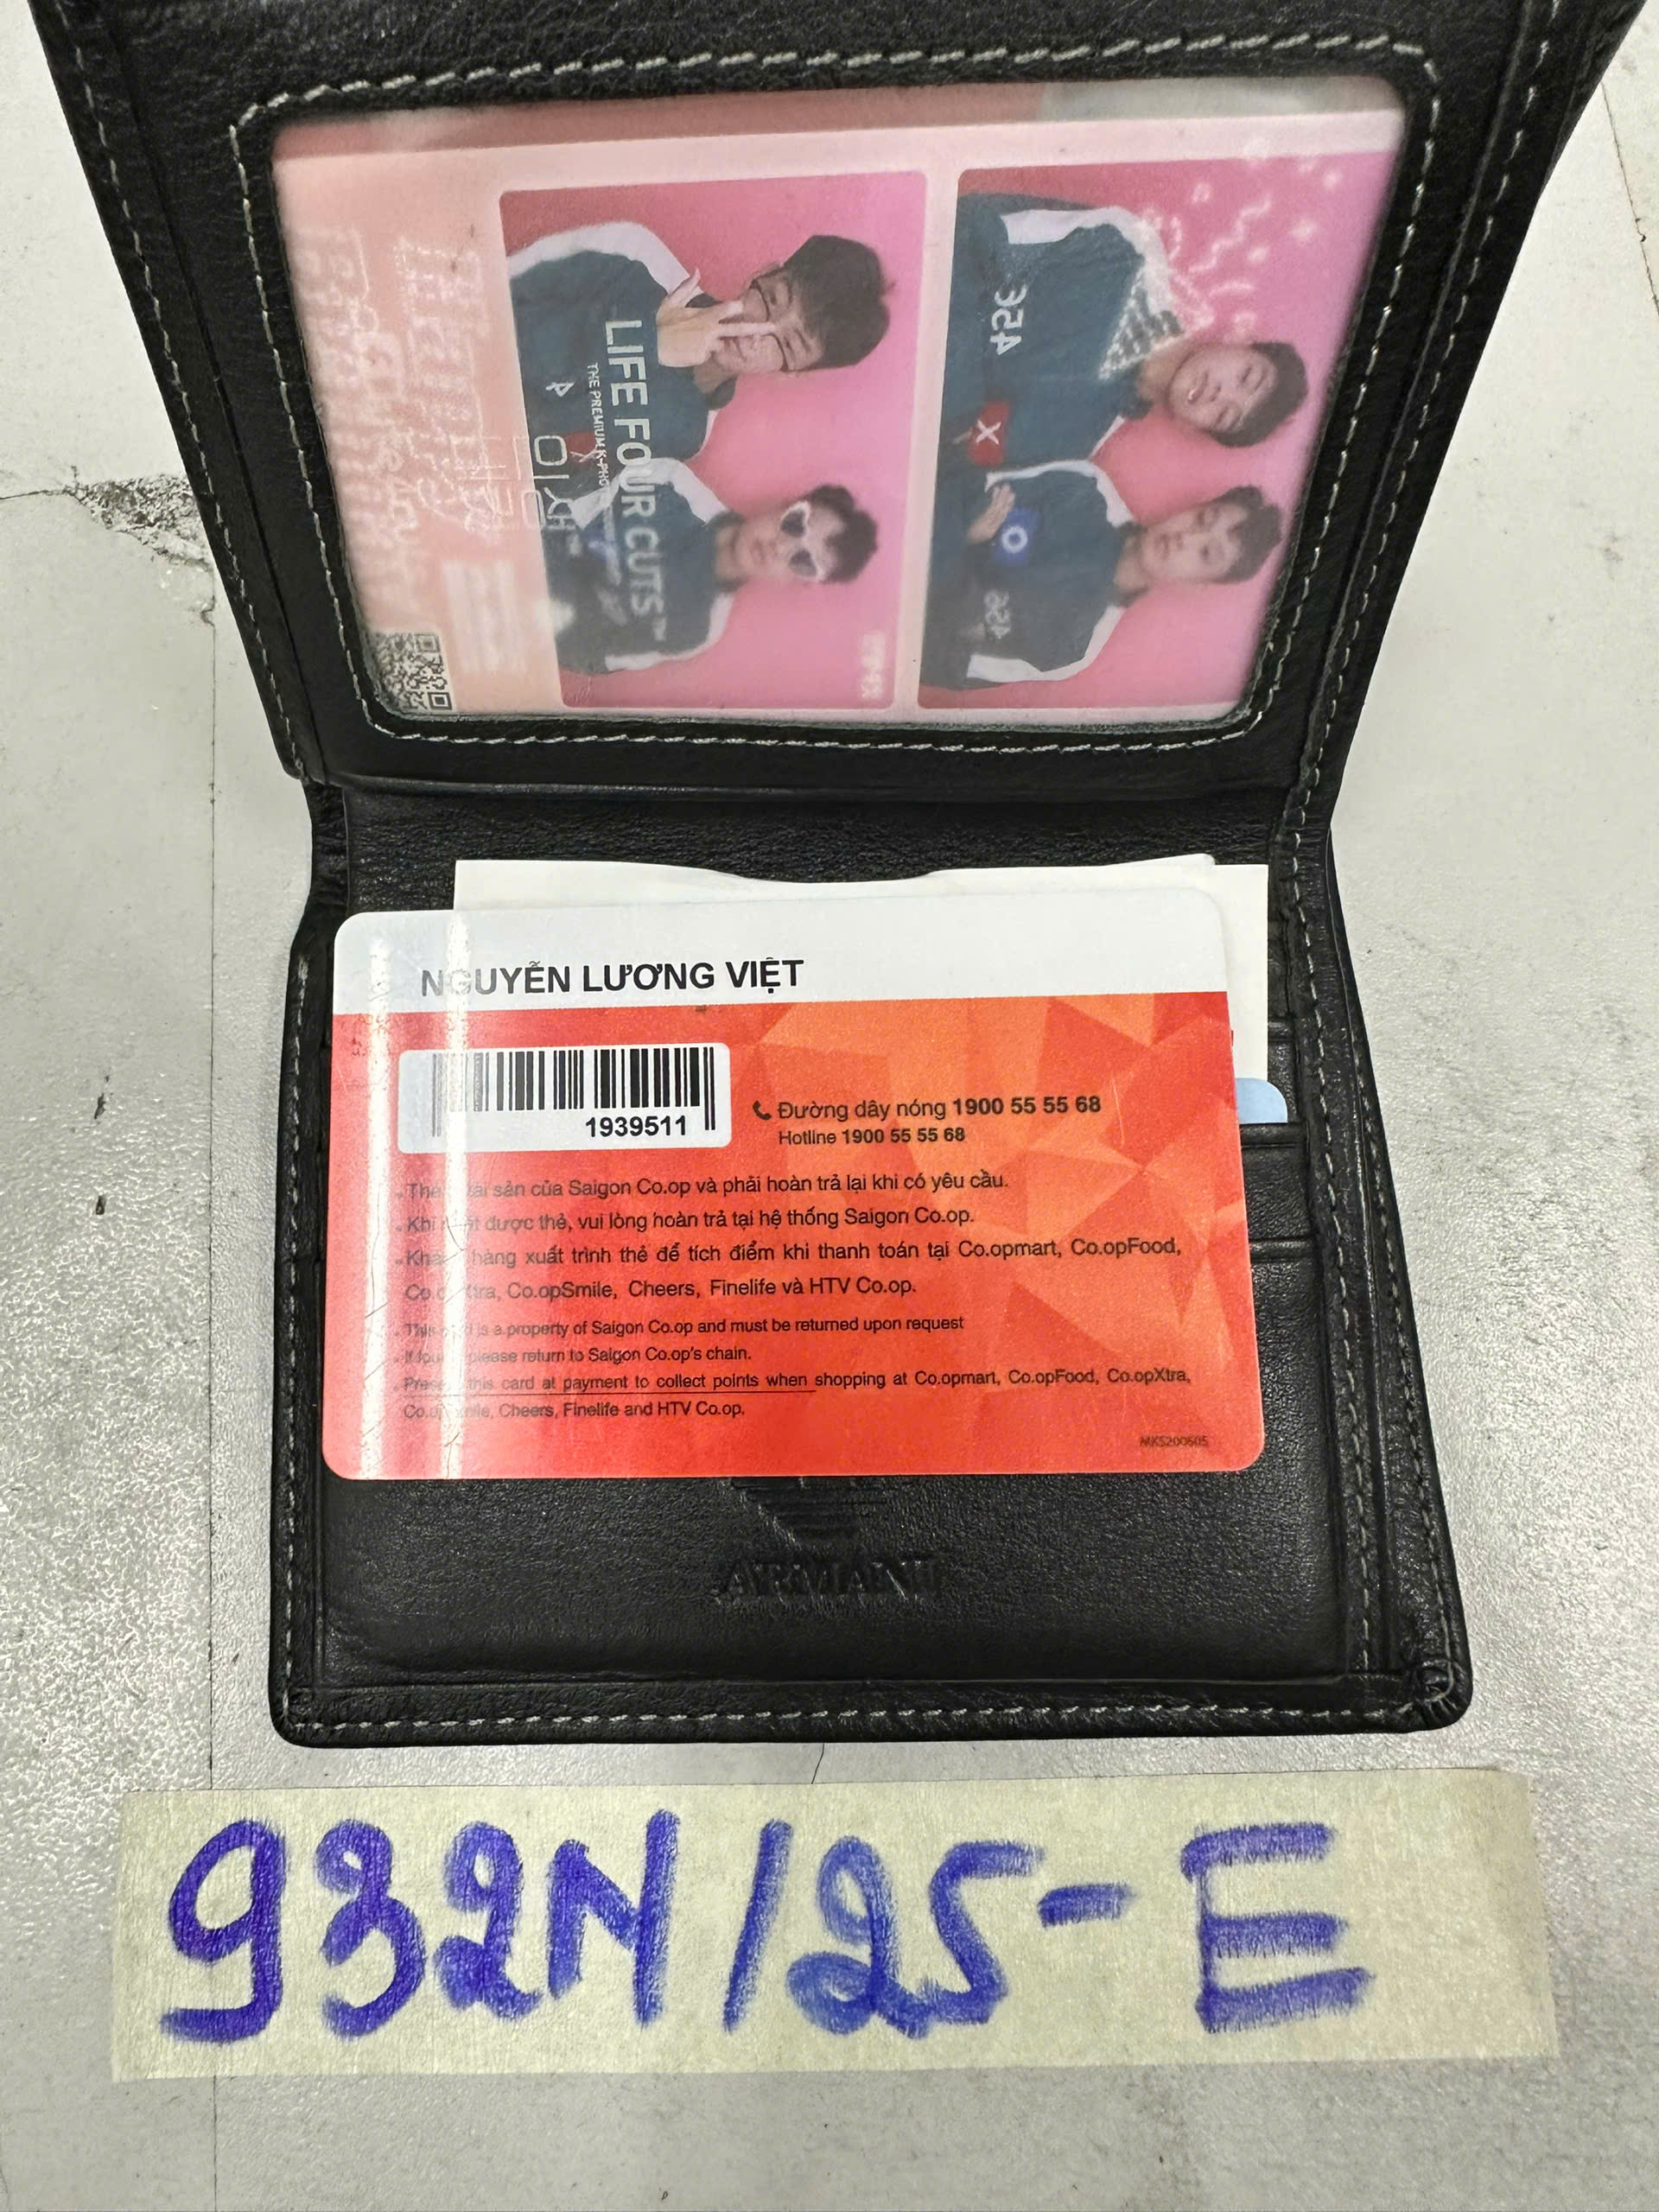 LIFE FOUR CUTS™
456
X
O
NGUYỄN LƯƠNG VIỆT
1939511
Đường dây nóng 1900 55 55 68
Hotline 1900 55 55 68
sản của Saigon Co.op và phải hoàn trả lại khi có yêu cầu.
được thẻ, vui lòng hoàn trả tại hệ thống Saigon Co.op.
hàng xuất trình thẻ để tích điểm khi thanh toán tại Co.opmart, Co.opFood,
Co.opSmile, Cheers, Finelife và HTV Co.op.
is a property of Saigon Co.op and must be returned upon request
please return to Saigon Co.op's chain.
this card at payment to collect points when shopping at Co.opmart, Co.opFood, Co.opXtra,
Cheers, Finelife and HTV Co.op.
MK5200605
ARMANI
932N/25-E